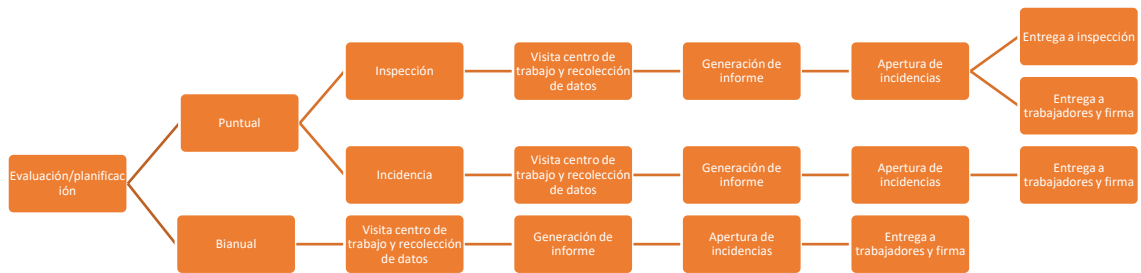 Evaluación/planificac
ión
Puntual
Bianual
Inspección
Incidencia
Visita centro de
trabajo y recolección
de datos
Generación de
informe
Apertura de
incidencias
Entrega a inspección
Entrega a
trabajadores y firma
Visita centro de
trabajo y recolección
de datos
Generación de
informe
Apertura de
incidencias
Entrega a
trabajadores y firma
Visita centro de
trabajo y recolección
de datos
Generación de
informe
Apertura de
incidencias
Entrega a
trabajadores y firma